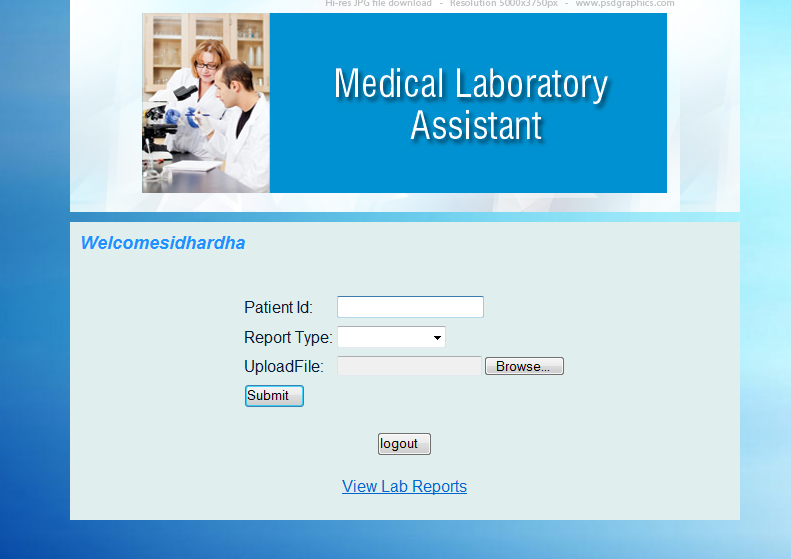 Hi-res JPG file download - Resolution 5000x3750px - www.psdgraphics.com
Medical Laboratory
Assistant
Welcomesidhardha
Patient Id:
Report Type:
UploadFile:
Browse...
Submit
logout
View Lab Reports